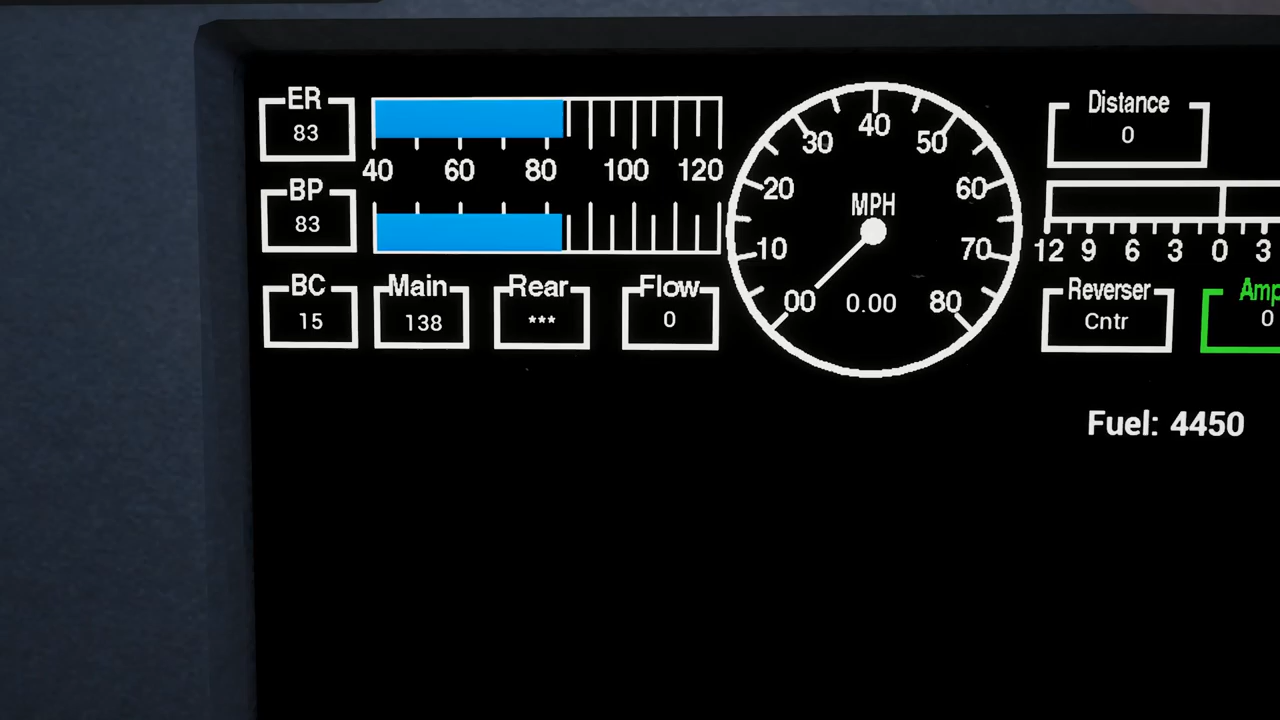 ER
83
40 60 80 100 120
BP
83
BC
15
Main
138
Rear
***
Flow
0
00 10 20 30 40 50 60 70 80
MPH
0.00
Distance
0
12 9 6 3 0 3
Reverser
Cntr
Amp
0
Fuel: 4450